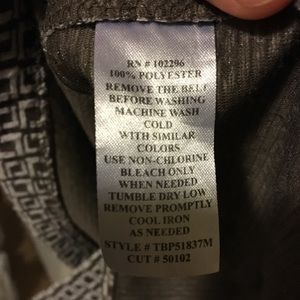 RN # 102296
100% POLYESTER
REMOVE THE BELT
BEFORE WASHING
MACHINE WASH
COLD
WITH SIMILAR
COLORS
USE NON-CHLORINE
BLEACH ONLY
WHEN NEEDED
TUMBLE DRY LOW
REMOVE PROMPTLY
COOL IRON
AS NEEDED
STYLE # TBP51837M
CUT # 50102